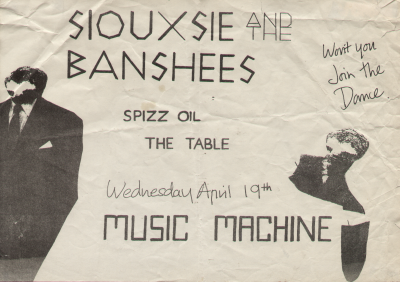 SIOUXSIE AND THE
BANSHEES
Won't you
Join the
Dance.
SPIZZ OIL
THE TABLE
Wednesday April 19th
MUSIC MACHINE